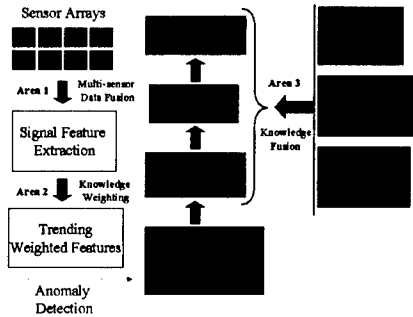 Sensor Arrays
Area 1
Multi-sensor
Data Fusion
Signal Feature
Extraction
Area 2
Knowledge
Weighting
Trending
Weighted Features
Anomaly
Detection
Area 3
Knowledge
Fusion